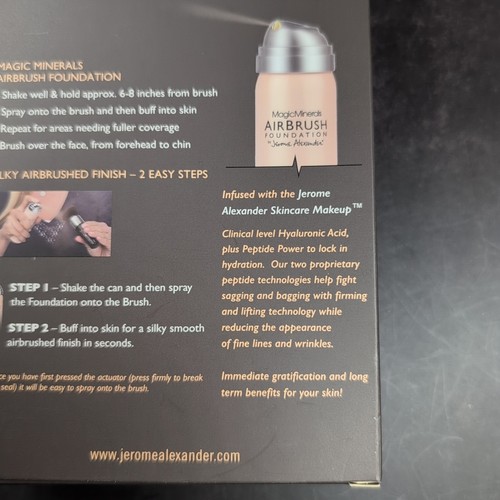 MAGIC MINERALS
AIRBRUSH FOUNDATION
Shake well & hold approx. 6-8 inches from brush
Spray onto the brush and then buff into skin
Repeat for areas needing fuller coverage
Brush over the face, from forehead to chin
AIRBRUSHED FINISH – 2 EASY STEPS
STEP 1 – Shake the can and then spray
the Foundation onto the Brush.
STEP 2 – Buff into skin for a silky smooth
airbrushed finish in seconds.
you have first pressed the actuator (press firmly to break
seal) it will be easy to spray onto the brush.
MagicMinerals
AIRBRUSH
FOUNDATION
"Jerome Alexander"
Infused with the Jerome
Alexander Skincare Makeup™
Clinical level Hyaluronic Acid,
plus Peptide Power to lock in
hydration. Our two proprietary
peptide technologies help fight
sagging and bagging with firming
and lifting technology while
reducing the appearance
of fine lines and wrinkles.
Immediate gratification and long
term benefits for your skin!
www.jeromealexander.com